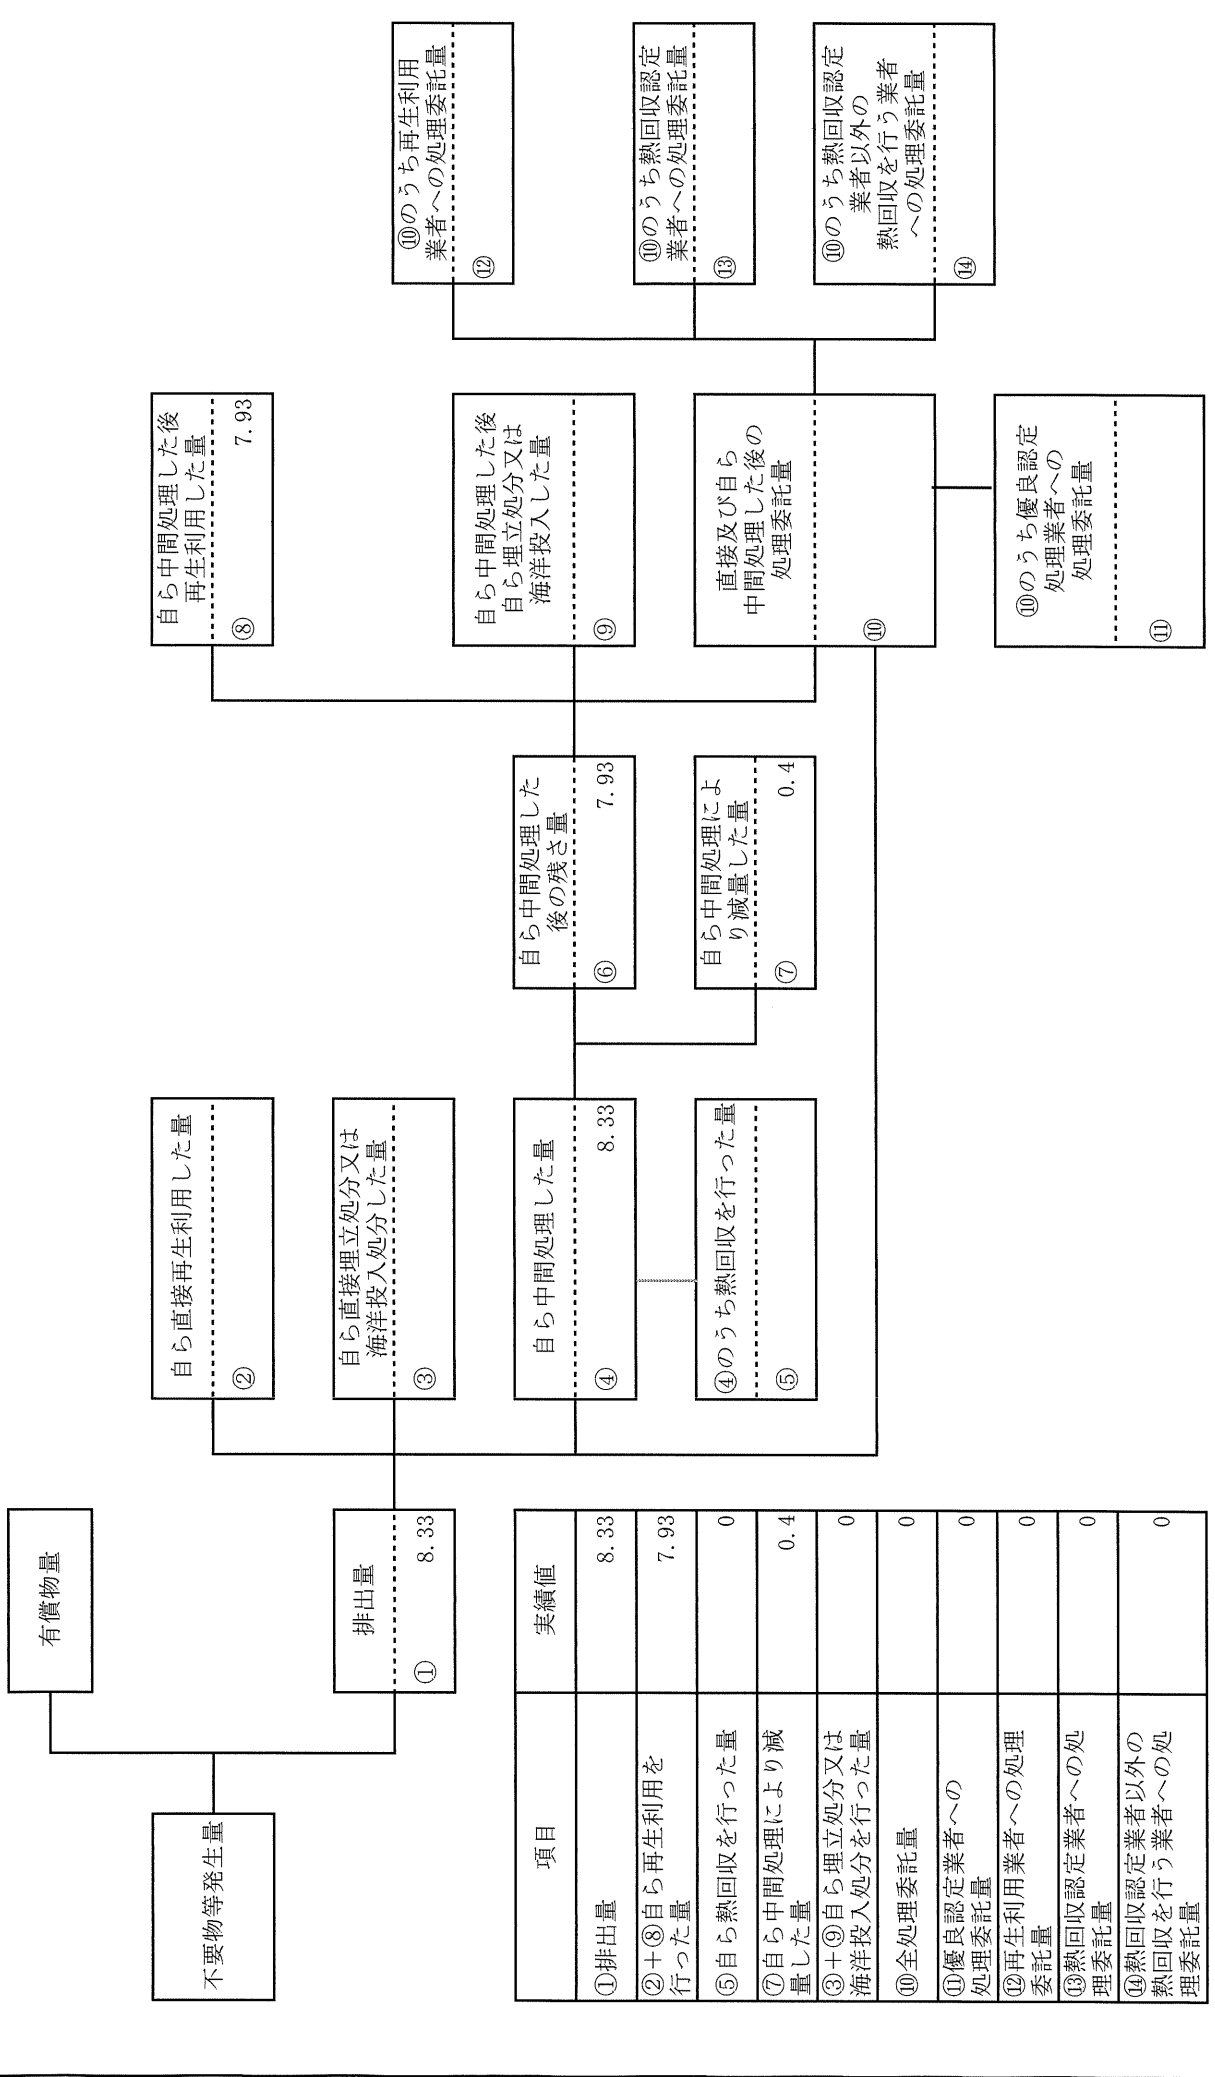 不要物等発生量
有償物量
排出量
① 8.33
自ら直接再生利用した量
②
自ら直接埋立処分又は
海洋投入処分した量
③
自ら中間処理した量
④ 8.33
④のうち熱回収を行った量
⑤
自ら中間処理した
後の残さ量
⑥ 7.93
自ら中間処理によ
り減量した量
⑦ 0.4
自ら中間処理した後
再生利用した量
⑧ 7.93
自ら中間処理した後
自ら埋立処分又は
海洋投入した量
⑨
直接及び自ら
中間処理した後の
処理委託量
⑩
⑩のうち優良認定
処理業者への
処理委託量
⑪
⑩のうち再生利用
業者への処理委託量
⑫
⑩のうち熱回収認定
業者への処理委託量
⑬
⑩のうち熱回収認定
業者以外の
熱回収を行う業者
への処理委託量
⑭
項目 実績値
①排出量 8.33
②+⑧自ら再生利用を
行った量 7.93
⑤自ら熱回収を行った量 0
⑦自ら中間処理により減
量した量 0.4
③+⑨自ら埋立処分又は
海洋投入処分を行った量 0
⑩全処理委託量 0
⑪優良認定業者への
処理委託量 0
⑫再生利用業者への処理
委託量 0
⑬熱回収認定業者への処
理委託量 0
⑭熱回収認定業者以外の
熱回収を行う業者への処
理委託量 0